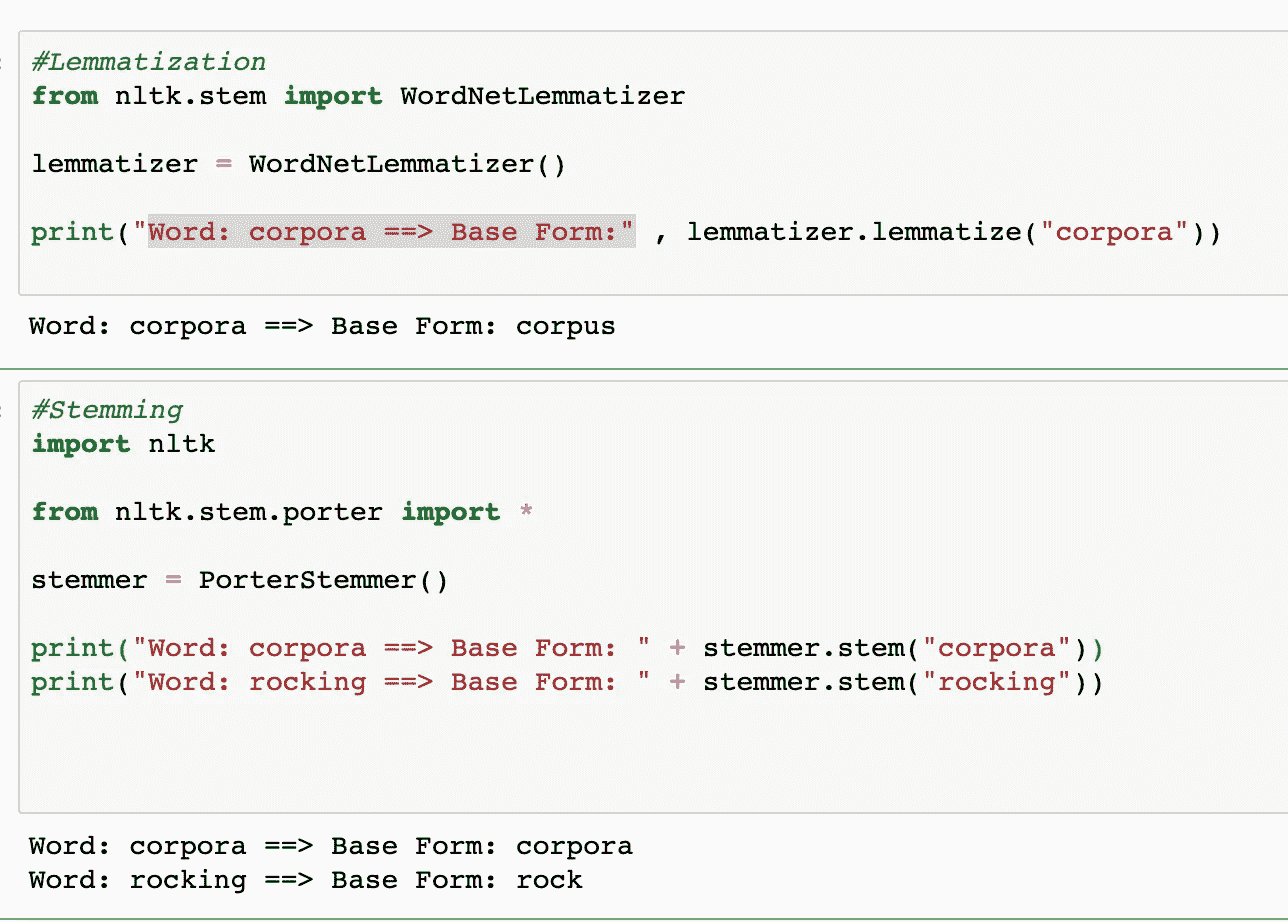 #Lemmatization
from nltk.stem import WordNetLemmatizer
lemmatizer = WordNetLemmatizer()
print("Word: corpora ==> Base Form:" , lemmatizer.lemmatize("corpora"))
Word: corpora ==> Base Form: corpus
#Stemming
import nltk
from nltk.stem.porter import *
stemmer = PorterStemmer()
print("Word: corpora ==> Base Form: " + stemmer.stem("corpora"))
print("Word: rocking ==> Base Form: " + stemmer.stem("rocking"))
Word: corpora ==> Base Form: corpora
Word: rocking ==> Base Form: rock